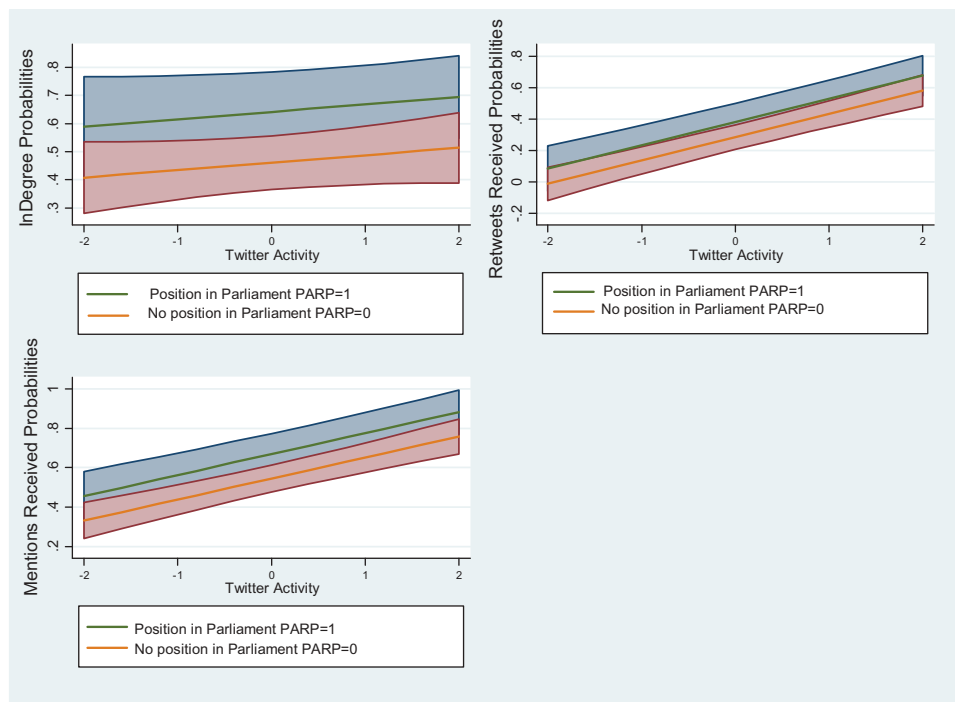 InDegree Probabilities
.8
.7
.6
.5
.4
.3
-2 -1 0 1 2
Twitter Activity
Position in Parliament PARP=1
No position in Parliament PARP=0
Retweets Received Probabilities
.8
.6
.4
.2
0
-.2
-2 -1 0 1 2
Twitter Activity
Position in Parliament PARP=1
No position in Parliament PARP=0
Mentions Received Probabilities
1
.8
.6
.4
.2
-2 -1 0 1 2
Twitter Activity
Position in Parliament PARP=1
No position in Parliament PARP=0